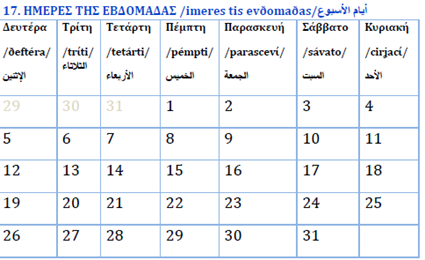 17. ΗΜΕΡΕΣ ΤΗΣ ΕΒΔΟΜΑΔΑΣ /imeres tis evðomaðas/أيام الأسبوع
Δευτέρα Τρίτη Τετάρτη Πέμπτη Παρασκευή Σάββατο Κυριακή
/ðeftéra/ /tríti/ /tetárti/ /pémpti/ /parasceví/ /sávato/ /cirjací/
الإثنين الثلاثاء الأربعاء الخميس الجمعة السبت الأحد
29 30 31 1 2 3 4
5 6 7 8 9 10 11
12 13 14 15 16 17 18
19 20 21 22 23 24 25
26 27 28 29 30 31